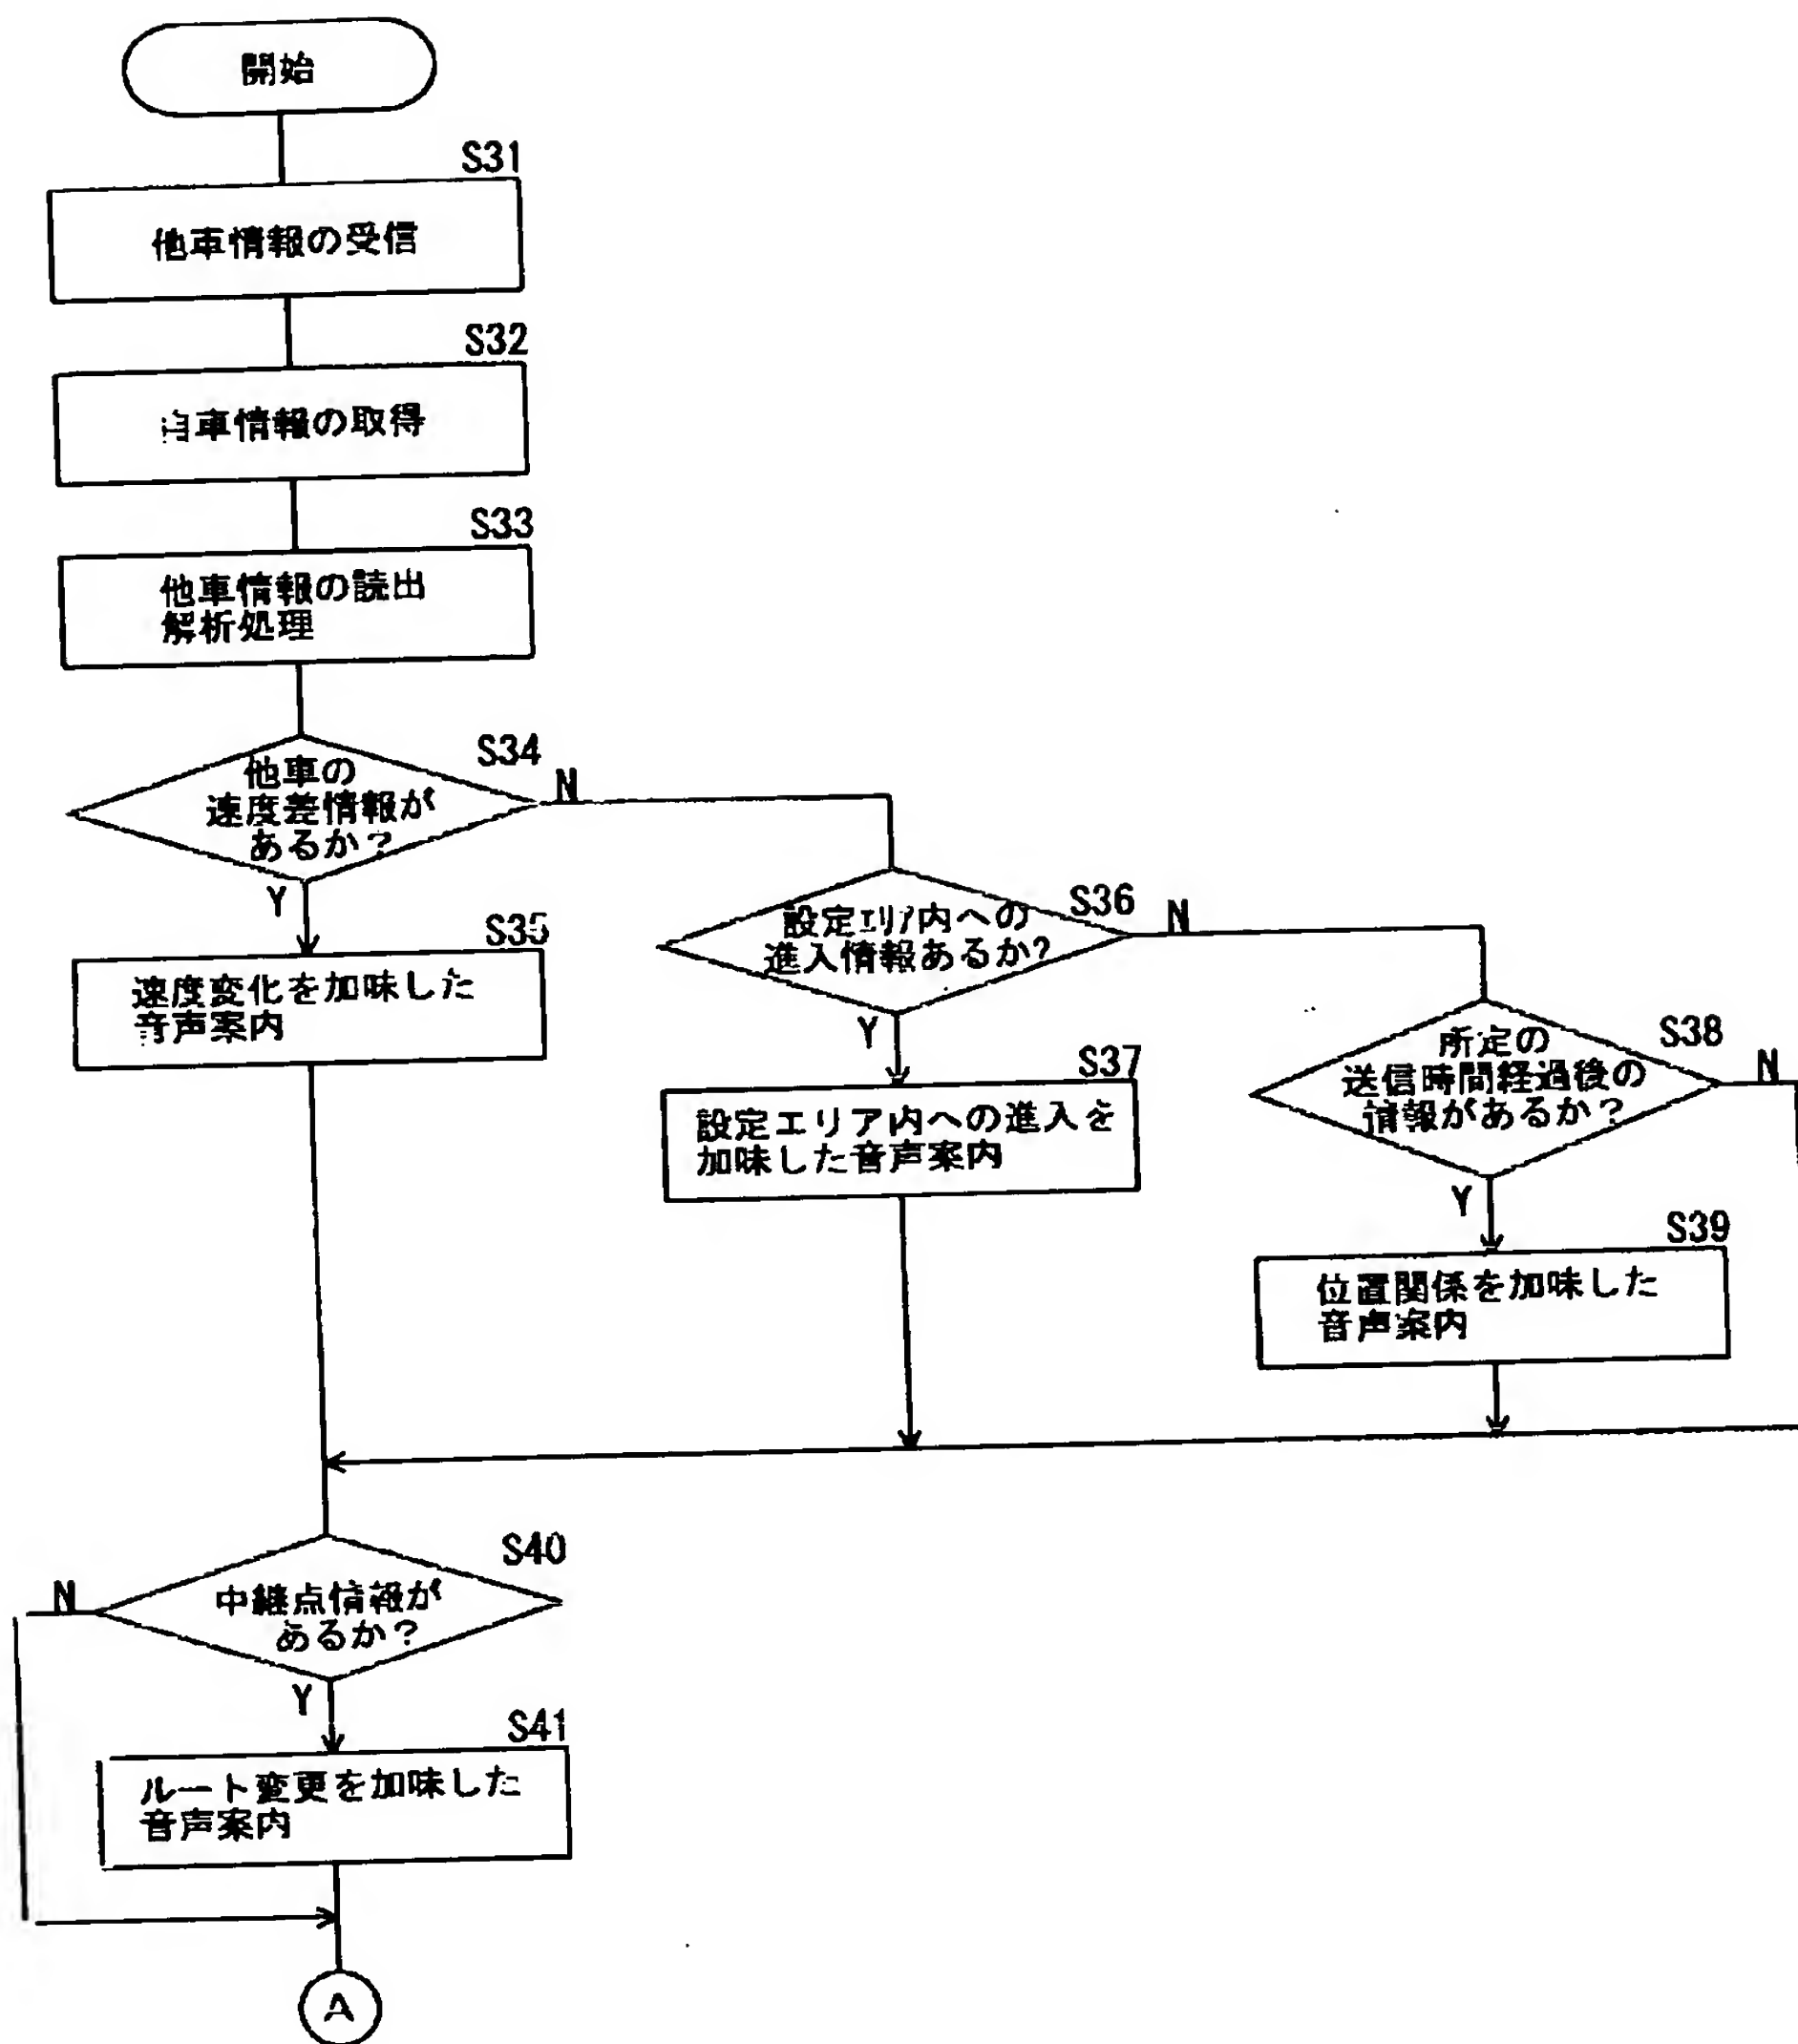 開始
S31
他車情報の受信
S32
自車情報の取得
S33
他車情報の読出
解析処理
S34
他車の
速度差情報が
あるか？
N
Y
S35
速度変化を加味した
音声案内
S36
設定エリア内への
進入情報あるか?
N
Y
S37
設定エリア内への進入を
加味した音声案内
S38
所定の
送信時間経過後の
情報があるか？
N
Y
S39
位置関係を加味した
音声案内
S40
中継点情報が
あるか？
N
Y
S41
ルート変更を加味した
音声案内
A